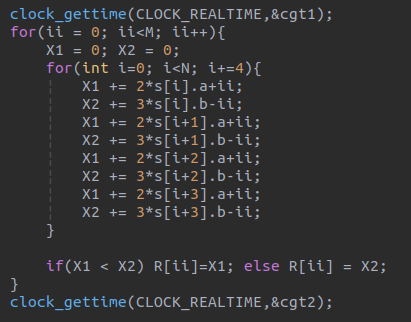 clock_gettime(CLOCK_REALTIME,&cgt1);
for(ii = 0; ii<M; ii++){
    X1 = 0; X2 = 0;
    for(int i=0; i<N; i+=4){
        X1 += 2*s[i].a+ii;
        X2 += 3*s[i].b-ii;
        X1 += 2*s[i+1].a+ii;
        X2 += 3*s[i+1].b-ii;
        X1 += 2*s[i+2].a+ii;
        X2 += 3*s[i+2].b-ii;
        X1 += 2*s[i+3].a+ii;
        X2 += 3*s[i+3].b-ii;
    }
    if(X1 < X2) R[ii]=X1; else R[ii] = X2;
}
clock_gettime(CLOCK_REALTIME,&cgt2);